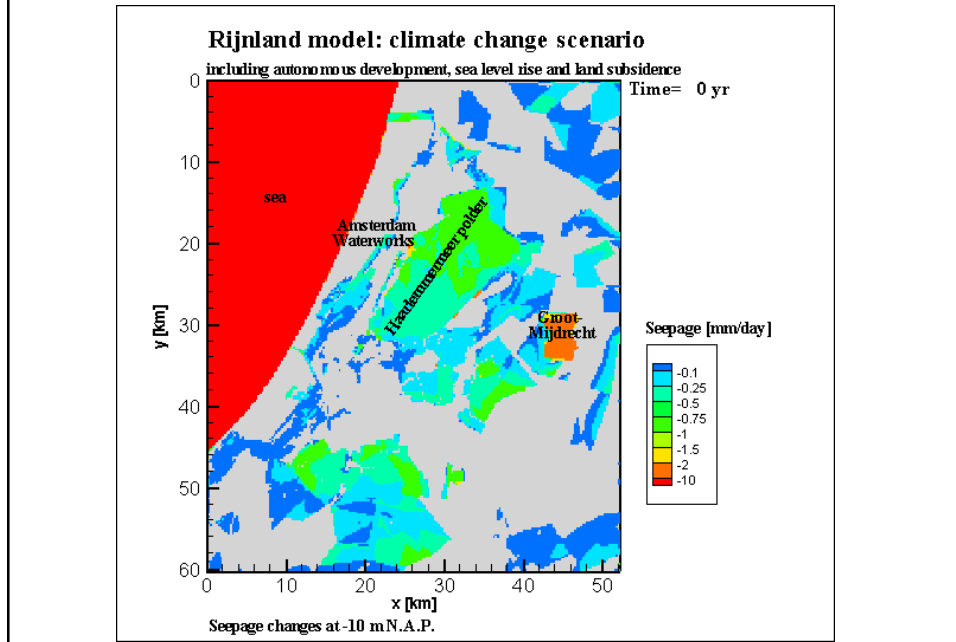 Rijnland model: climate change scenario
including autonomous development, sea level rise and land subsidence
Time= 0 yr
0
10
20
30
40
50
60
y [km]
sea
Amsterdam
Waterworks
Haarlemmermeer polder
Groot-
Mijdrecht
Seepage [mm/day]
-0.1
-0.25
-0.5
-0.75
-1
-1.5
-2
-10
0
10
20
30
40
50
x [km]
Seepage changes at -10 m N.A.P.